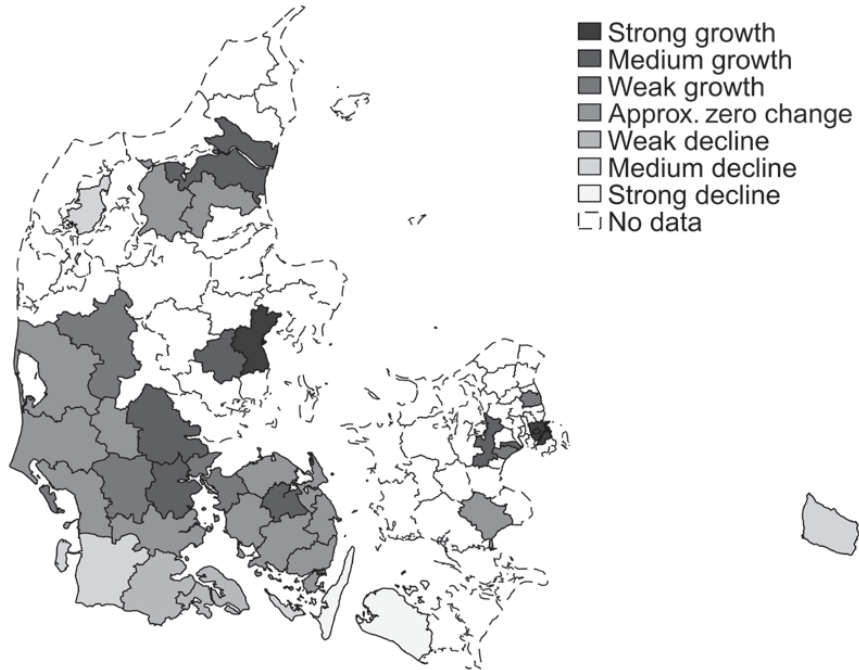 Strong growth
Medium growth
Weak growth
Approx. zero change
Weak decline
Medium decline
Strong decline
No data